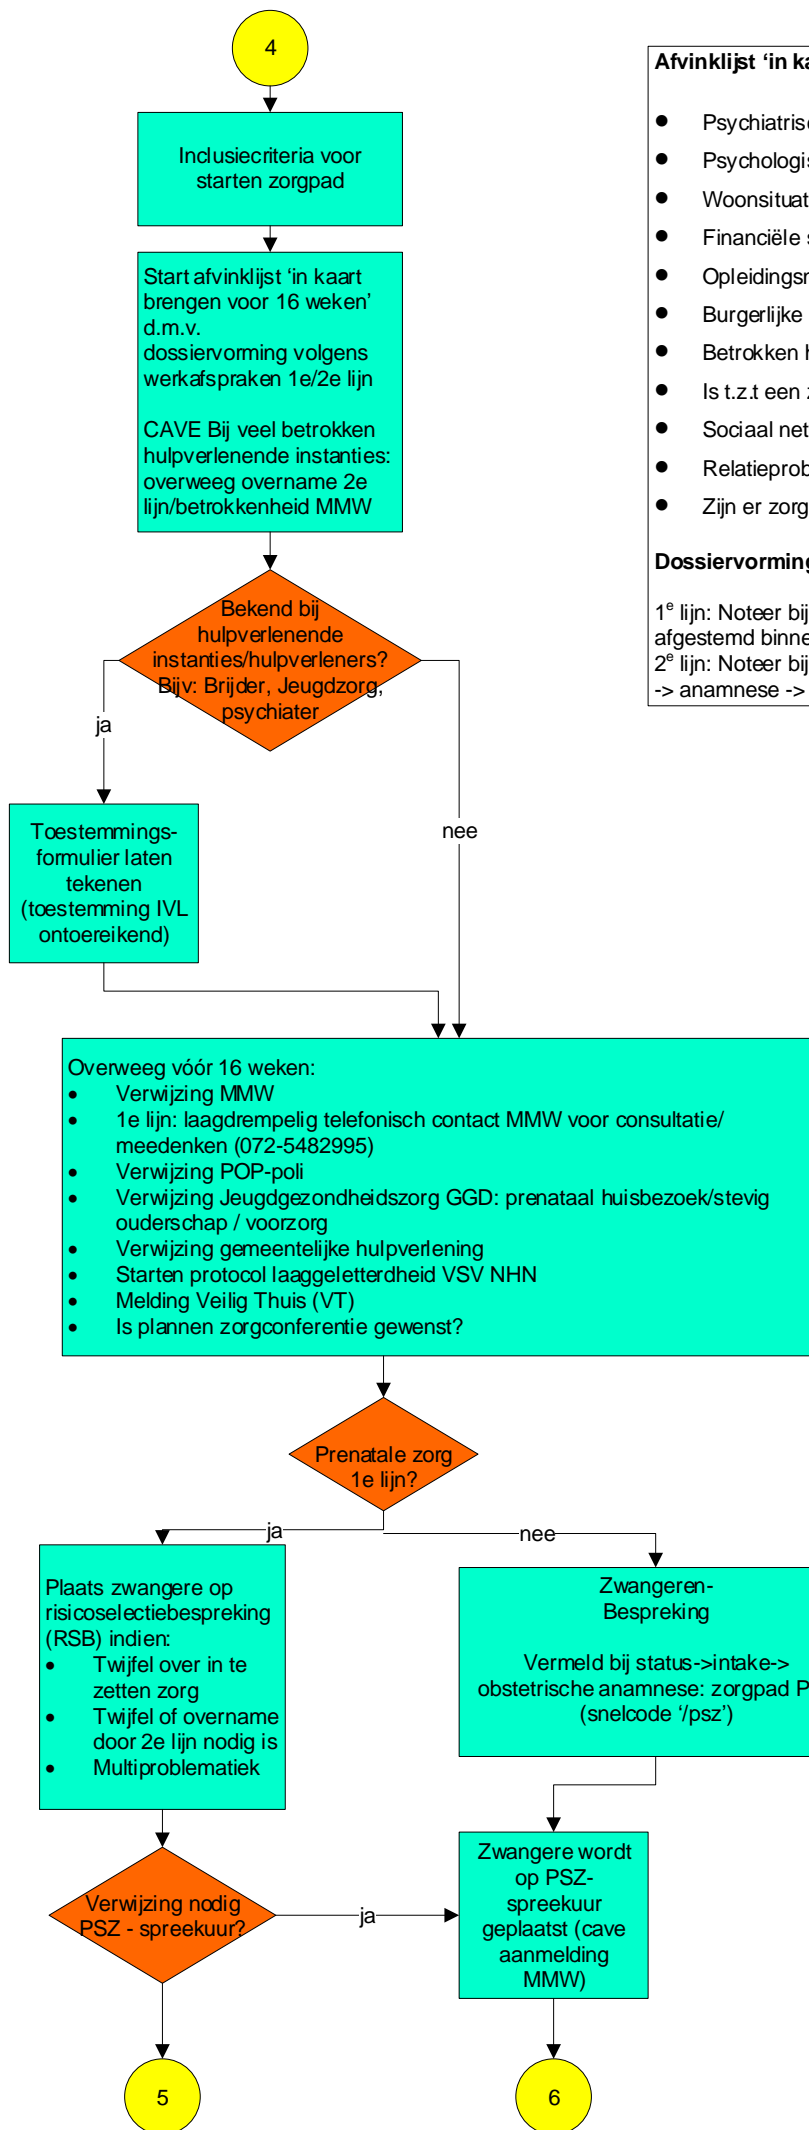 4
Inclusiecriteria voor
starten zorgpad
Start afvinklijst ‘in kaart
brengen voor 16 weken’
d.m.v.
dossiervorming volgens
werkafspraken 1e/2e lijn
CAVE Bij veel betrokken
hulpverlenende instanties:
overweeg overname 2e
lijn/betrokkenheid MMW
Bekend bij
hulpverlenende
instanties/hulpverleners?
Bijv: Brijder, Jeugdzorg,
psychiater
ja
nee
Toestemmings-
formulier laten
tekenen
(toestemming IVL
ontoereikend)
Overweeg vóór 16 weken:
• Verwijzing MMW
• 1e lijn: laagdrempelig telefonisch contact MMW voor consultatie/
meedenken (072-5482995)
• Verwijzing POP-poli
• Verwijzing Jeugdgezondheidszorg GGD: prenataal huisbezoek/stevig
ouderschap / voorzorg
• Verwijzing gemeentelijke hulpverlening
• Starten protocol laaggeletterdheid VSV NHN
• Melding Veilig Thuis (VT)
• Is plannen zorgconferentie gewenst?
Prenatale zorg
1e lijn?
ja
nee
Plaats zwangere op
risicoselectiebespreking
(RSB) indien:
• Twijfel over in te
zetten zorg
• Twijfel of overname
door 2e lijn nodig is
• Multiproblematiek
Zwangeren-
Bespreking
Vermeld bij status->intake->
obstetrische anamnese: zorgpad P
(snelcode ‘/psz’)
Verwijzing nodig
PSZ - spreekuur?
ja
Zwangere wordt
op PSZ-
spreekuur
geplaatst (cave
aanmelding
MMW)
5
6
Afvinklijst ‘in ka
• Psychiatrisc
• Psychologis
• Woonsituat
• Financiële s
• Opleidingsn
• Burgerlijke
• Betrokken h
• Is t.z.t een z
• Sociaal net
• Relatieprob
• Zijn er zorg
Dossiervorming
1e lijn: Noteer bij
afgestemd binne
2e lijn: Noteer bij
-> anamnese ->